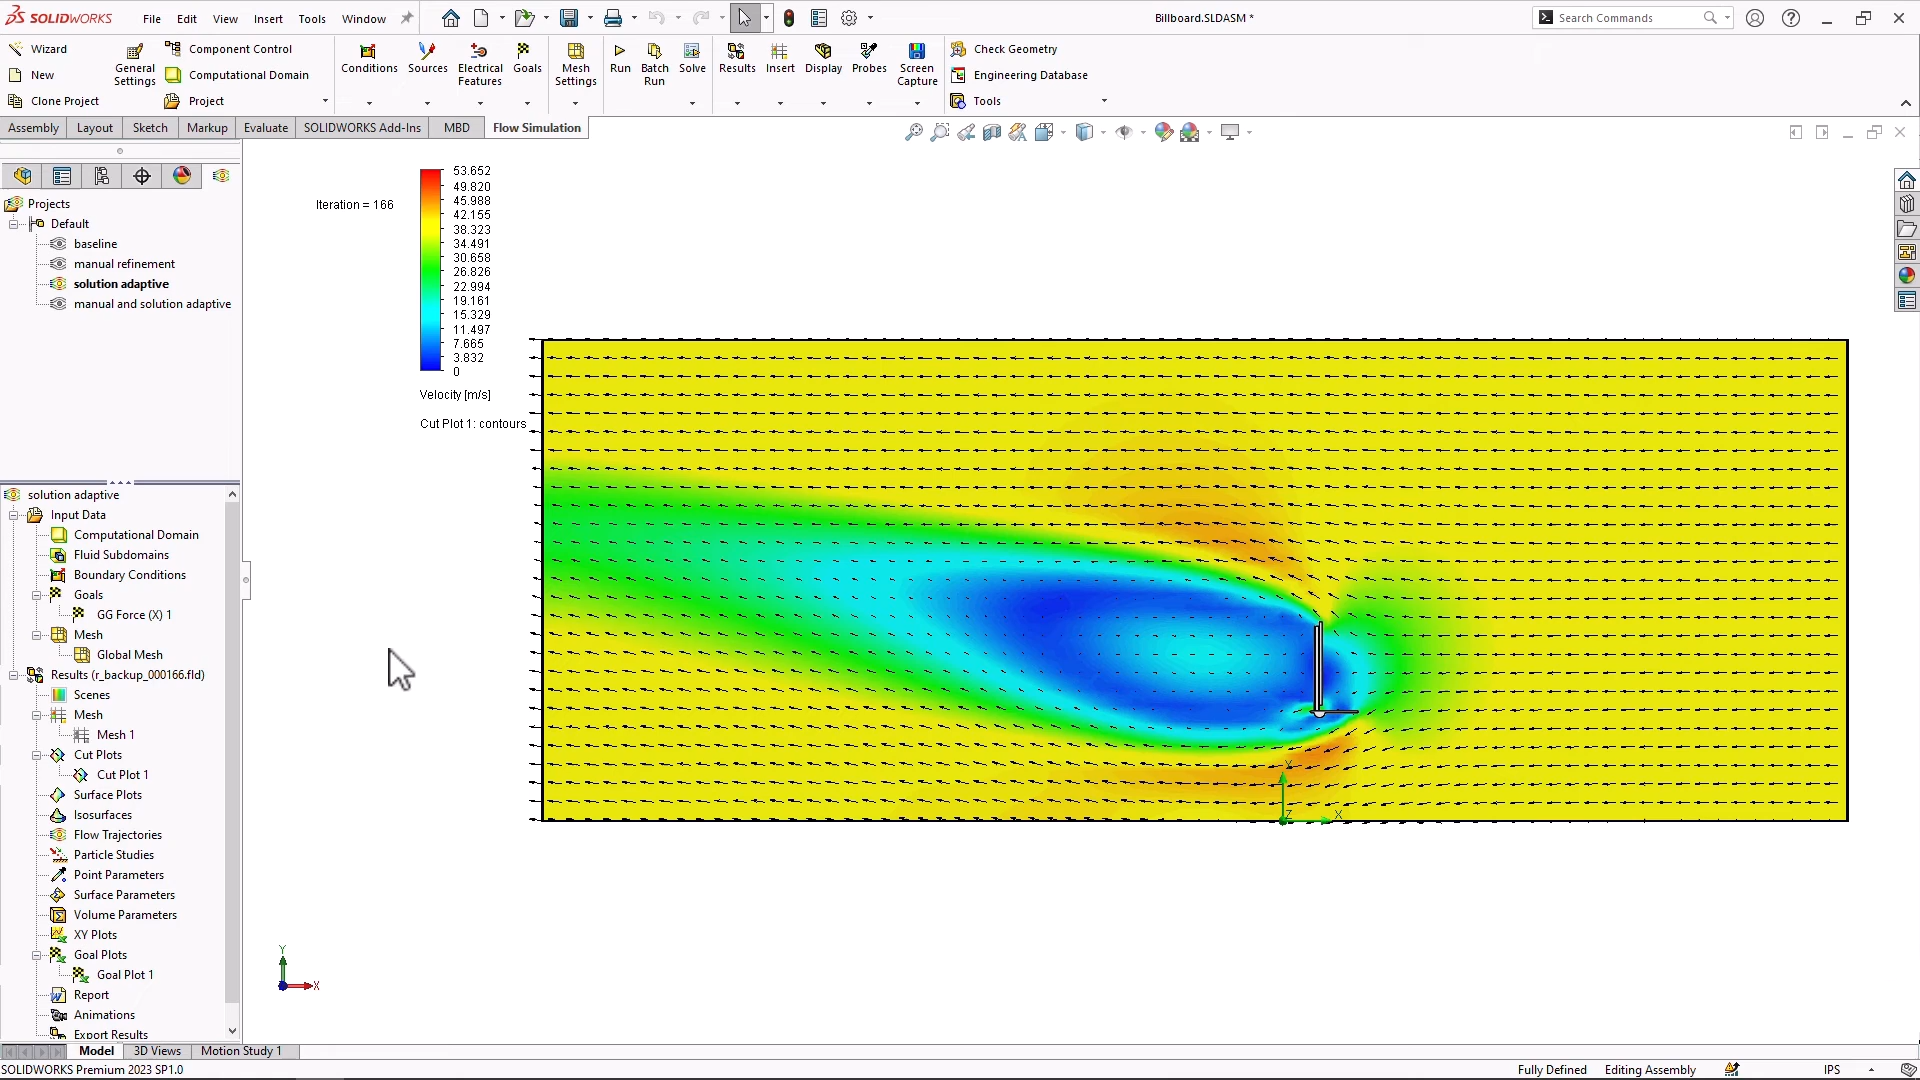 SOLIDWORKS File Edit View Insert Tools Window Billboard.SLDASM * Search Commands
Wizard Component Control Check Geometry
New General Settings Computational Domain Conditions Sources Electrical Features Goals Mesh Settings Run Batch Run Solve Results Insert Display Probes Screen Capture Engineering Database
Clone Project Project Tools
Assembly Layout Sketch Markup Evaluate SOLIDWORKS Add-Ins MBD Flow Simulation
Projects
Default
baseline
manual refinement
solution adaptive
manual and solution adaptive
solution adaptive
Input Data
Computational Domain
Fluid Subdomains
Boundary Conditions
Goals
GG Force (X) 1
Mesh
Global Mesh
Results (r_backup_000166.fld)
Scenes
Mesh
Mesh 1
Cut Plots
Cut Plot 1
Surface Plots
Isosurfaces
Flow Trajectories
Particle Studies
Point Parameters
Surface Parameters
Volume Parameters
XY Plots
Goal Plots
Goal Plot 1
Report
Animations
Export Results
Iteration = 166
53.652
49.820
45.988
42.155
38.323
34.491
30.658
26.826
22.994
19.161
15.329
11.497
7.665
3.832
0
Velocity [m/s]
Cut Plot 1: contours
Y
Z X
Y
X
Model 3D Views Motion Study 1
SOLIDWORKS Premium 2023 SP1.0 Fully Defined Editing Assembly IPS